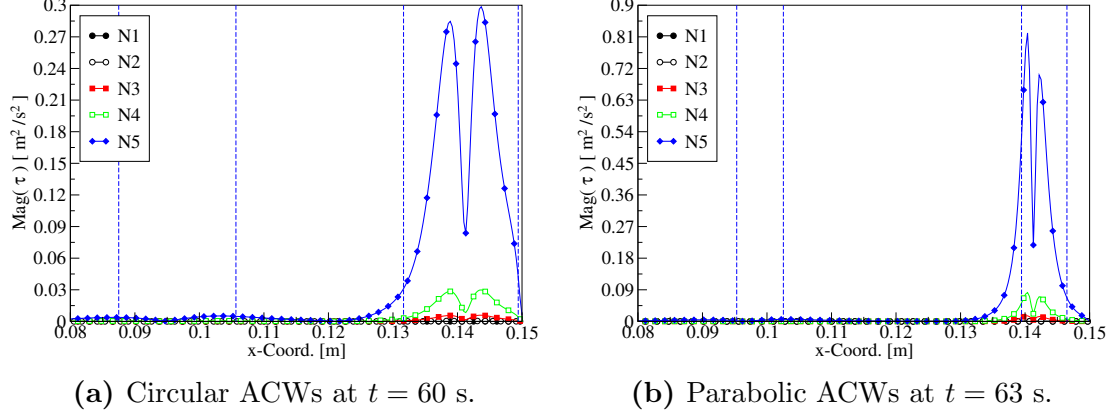 0.3
0.27
0.24
0.21
0.18
0.15
0.12
0.09
0.06
0.03
0
Mag( τ ) [ m²/s² ]
N1
N2
N3
N4
N5
0.08 0.09 0.10 0.11 0.12 0.13 0.14 0.15
x-Coord. [m]
(a) Circular ACWs at t = 60 s.
0.9
0.81
0.72
0.63
0.54
0.45
0.36
0.27
0.18
0.09
0
Mag( τ ) [ m²/s² ]
N1
N2
N3
N4
N5
0.08 0.09 0.10 0.11 0.12 0.13 0.14 0.15
x-Coord. [m]
(b) Parabolic ACWs at t = 63 s.